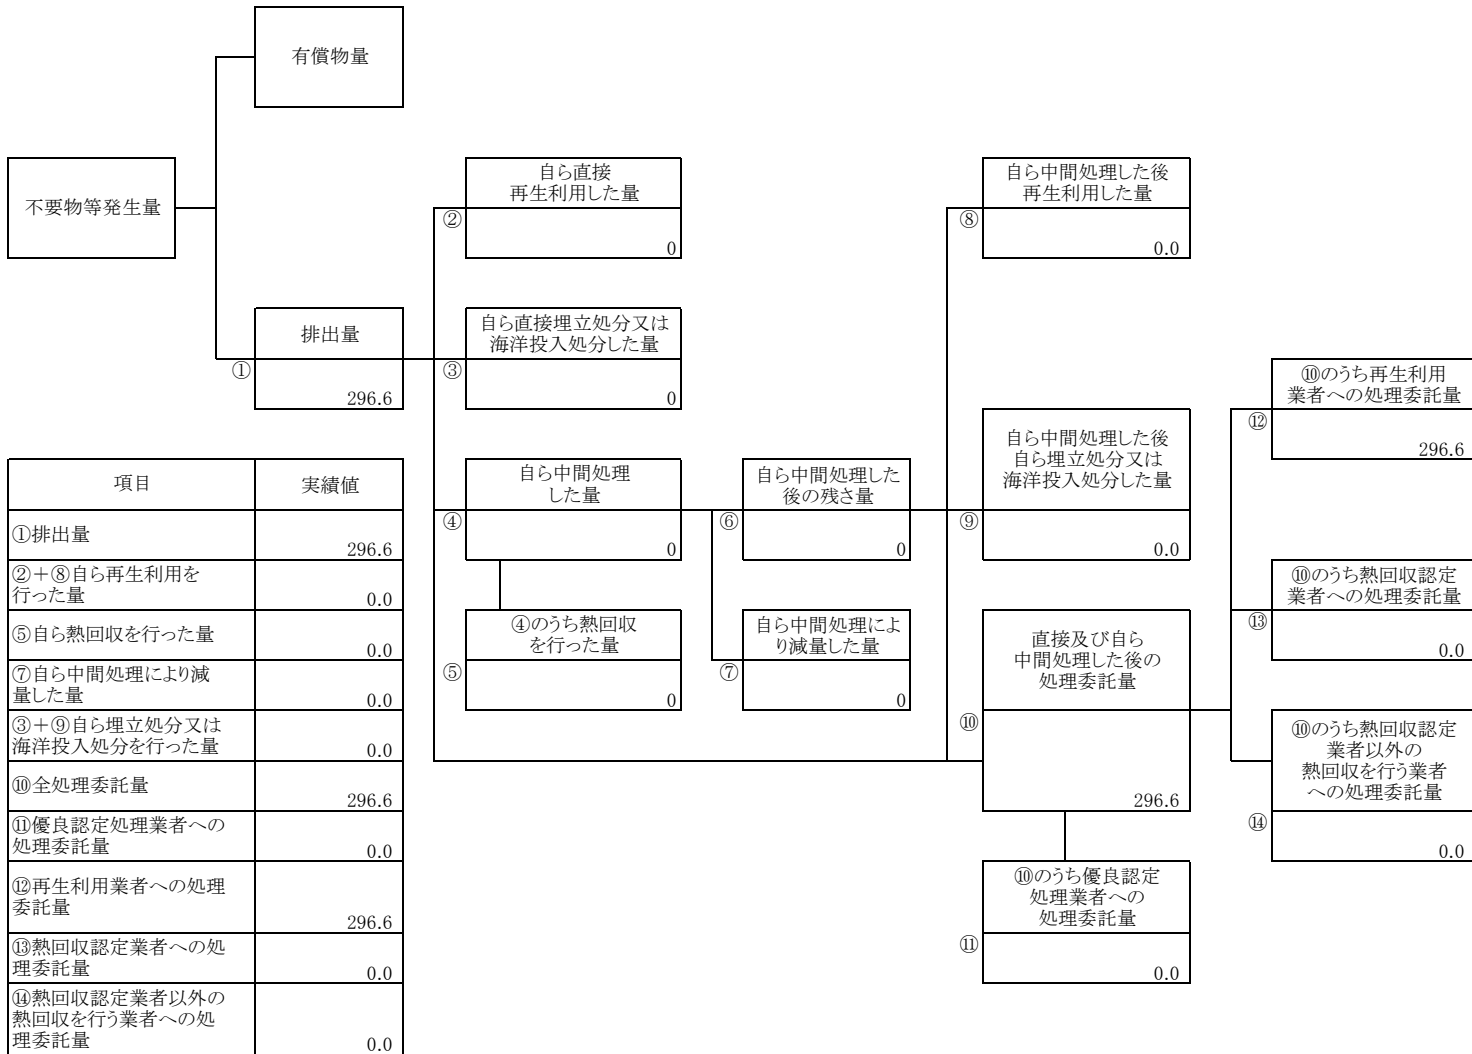 有償物量
不要物等発生量
自ら直接
再生利用した量
②
0
自ら中間処理した後
再生利用した量
⑧
0.0
排出量
①
296.6
自ら直接埋立処分又は
海洋投入処分した量
③
0
⑩のうち再生利用
業者への処理委託量
⑫
296.6
自ら中間処理
した量
④
0
自ら中間処理した
後の残さ量
⑥
0
自ら中間処理した後
自ら埋立処分又は
海洋投入処分した量
⑨
0.0
⑩のうち熱回収認定
業者への処理委託量
⑬
0.0
④のうち熱回収
を行った量
⑤
0
自ら中間処理によ
り減量した量
⑦
0
直接及び自ら
中間処理した後の
処理委託量
⑩
296.6
⑩のうち熱回収認定
業者以外の
熱回収を行う業者
への処理委託量
⑭
0.0
⑩のうち優良認定
処理業者への
処理委託量
⑪
0.0
項目 実績値
①排出量
296.6
②+⑧自ら再生利用を
行った量
0.0
⑤自ら熱回収を行った量
0.0
⑦自ら中間処理により減
量した量
0.0
③+⑨自ら埋立処分又は
海洋投入処分を行った量
0.0
⑩全処理委託量
296.6
⑪優良認定処理業者への
処理委託量
0.0
⑫再生利用業者への処理
委託量
296.6
⑬熱回収認定業者への処
理委託量
0.0
⑭熱回収認定業者以外の
熱回収を行う業者への処
理委託量
0.0